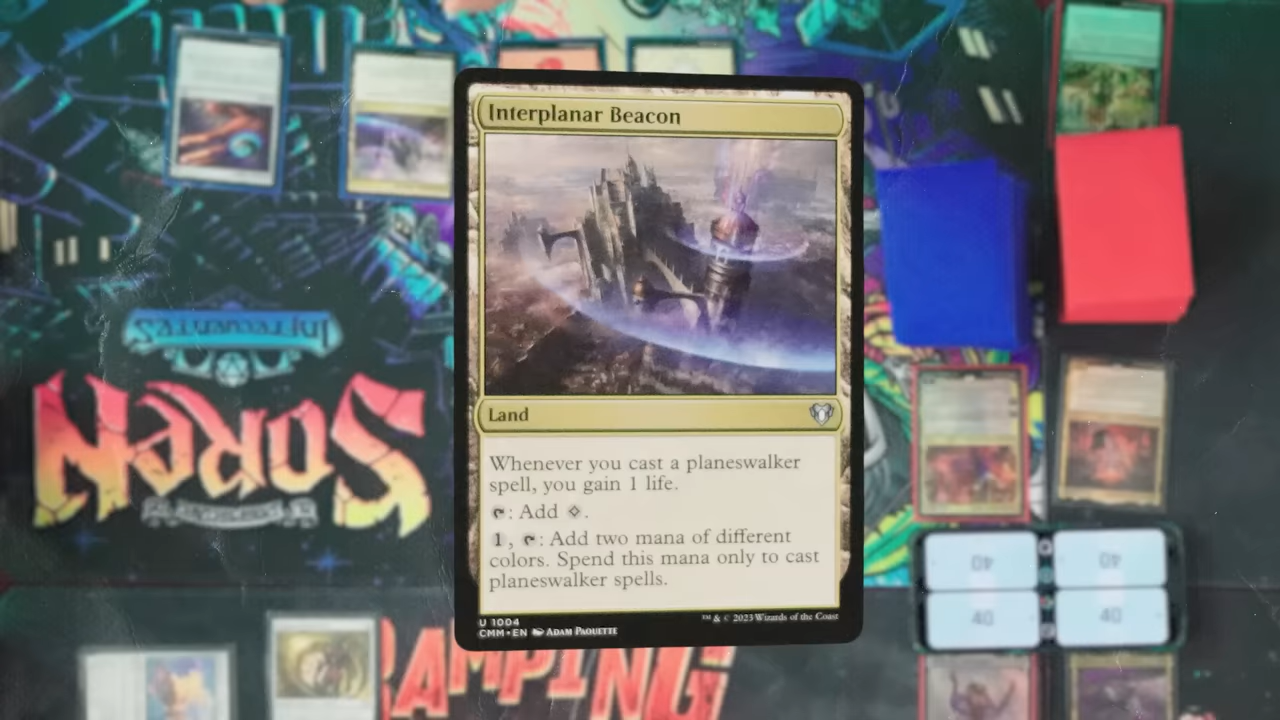 Interplanar Beacon
Land
Whenever you cast a planeswalker
spell, you gain 1 life.
: Add .
1, : Add two mana of different
colors. Spend this mana only to cast
planeswalker spells.
U 1004
CMM • EN ADAM PAQUETTE
™ & © 2023 Wizards of the Coast
INFRECUENTES
NEROS
40 40
40 40
RAMPING